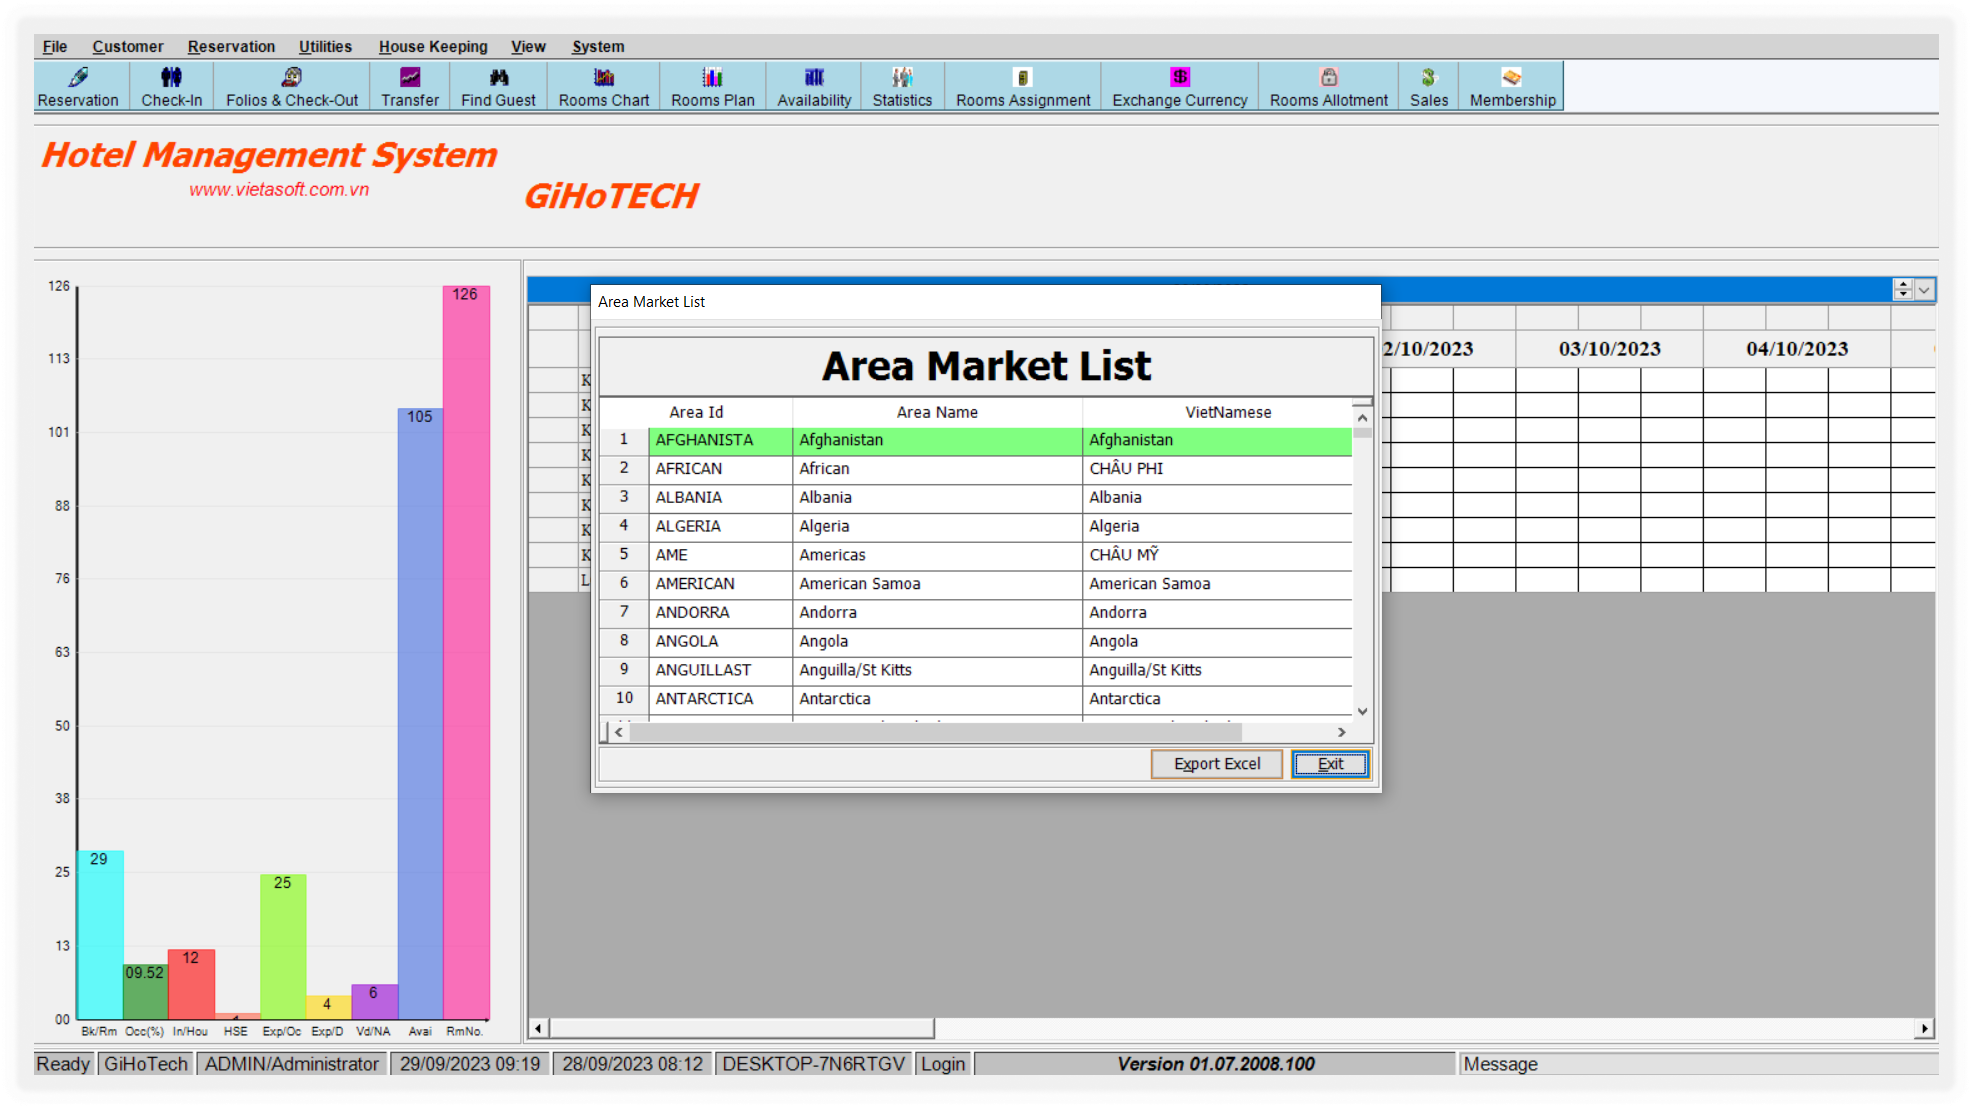 File Customer Reservation Utilities House Keeping View System
Reservation Check-In Folios & Check-Out Transfer Find Guest Rooms Chart Rooms Plan Availability Statistics Rooms Assignment Exchange Currency Rooms Allotment Sales Membership
Hotel Management System
www.vietasoft.com.vn
GiHoTECH
126
113
101
88
76
63
50
38
25
13
00
29
09.52
12
25
4
6
105
126
Bk/Rm Occ(%) In/Hou HSE Exp/Oc Exp/D Vd/NA Avai RmNo.
2/10/2023 03/10/2023 04/10/2023
K
K
K
K
K
K
K
K
L
Area Market List
Area Market List
Area Id Area Name VietNamese
1 AFGHANISTA Afghanistan Afghanistan
2 AFRICAN African CHÂU PHI
3 ALBANIA Albania Albania
4 ALGERIA Algeria Algeria
5 AME Americas CHÂU MỸ
6 AMERICAN American Samoa American Samoa
7 ANDORRA Andorra Andorra
8 ANGOLA Angola Angola
9 ANGUILLAST Anguilla/St Kitts Anguilla/St Kitts
10 ANTARCTICA Antarctica Antarctica
Export Excel Exit
Ready GiHoTech ADMIN/Administrator 29/09/2023 09:19 28/09/2023 08:12 DESKTOP-7N6RTGV Login Version 01.07.2008.100 Message